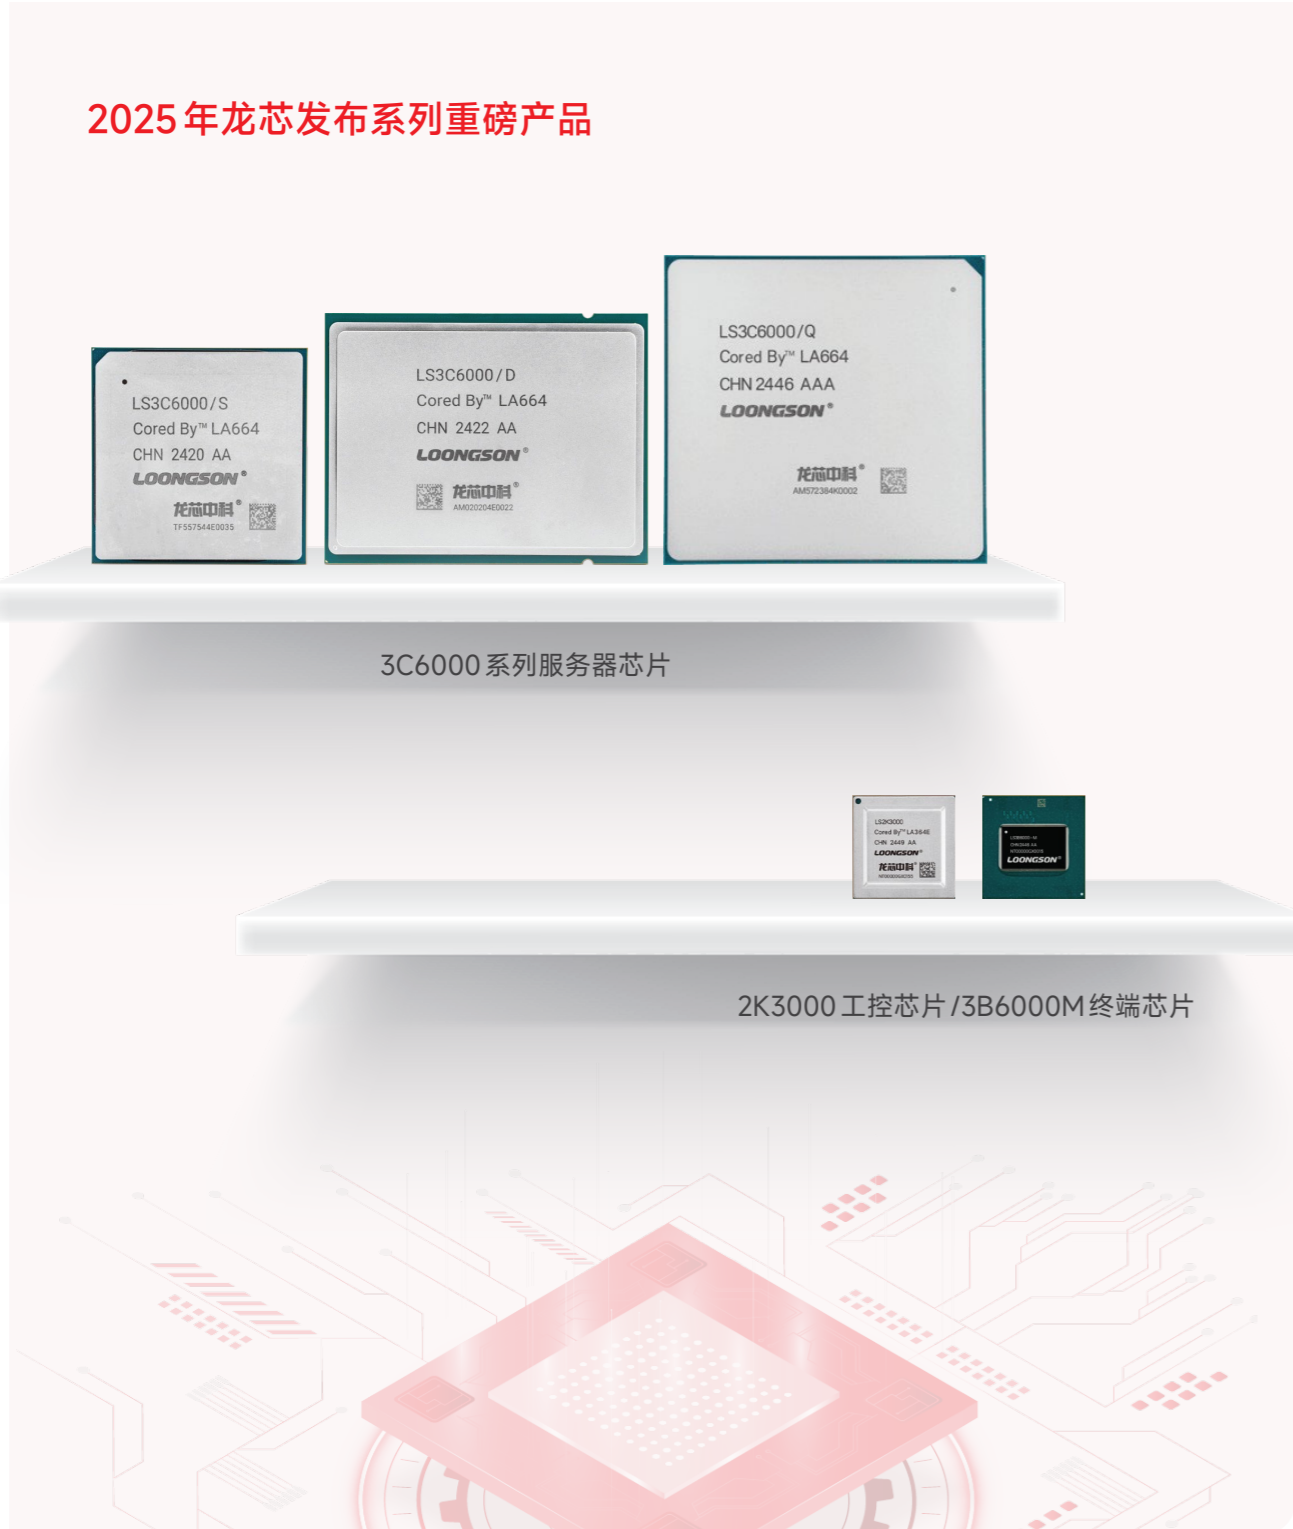 2025年龙芯发布系列重磅产品
LS3C6000/S
Cored By™ LA664
CHN 2420 AA
LOONGSON®
龙芯中科®
TF557544E0035
LS3C6000/D
Cored By™ LA664
CHN 2422 AA
LOONGSON®
龙芯中科®
AM020204E0022
LS3C6000/Q
Cored By™ LA664
CHN 2446 AAA
LOONGSON®
龙芯中科®
AM572384K0002
3C6000系列服务器芯片
LS2K3000
Cored By™ LA364E
CHN 2449 AA
LOONGSON®
龙芯中科®
LS3B6000-M
LOONGSON®
2K3000工控芯片/3B6000M终端芯片